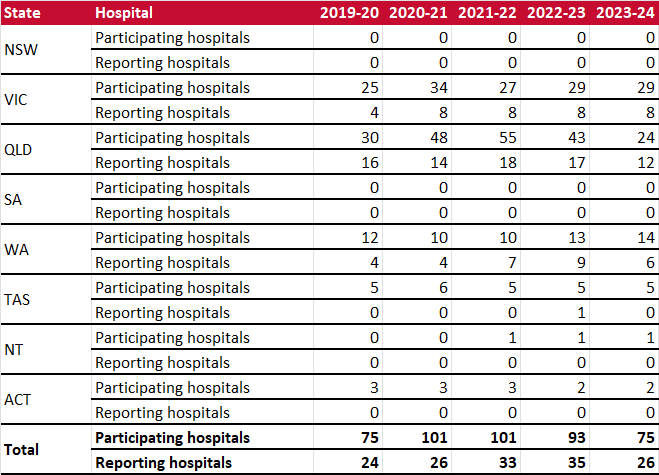 State Hospital 2019-20 2020-21 2021-22 2022-23 2023-24
NSW Participating hospitals 0 0 0 0 0
Reporting hospitals 0 0 0 0 0
VIC Participating hospitals 25 34 27 29 29
Reporting hospitals 4 8 8 8 8
QLD Participating hospitals 30 48 55 43 24
Reporting hospitals 16 14 18 17 12
SA Participating hospitals 0 0 0 0 0
Reporting hospitals 0 0 0 0 0
WA Participating hospitals 12 10 10 13 14
Reporting hospitals 4 4 7 9 6
TAS Participating hospitals 5 6 5 5 5
Reporting hospitals 0 0 0 1 0
NT Participating hospitals 0 0 1 1 1
Reporting hospitals 0 0 0 0 0
ACT Participating hospitals 3 3 3 2 2
Reporting hospitals 0 0 0 0 0
Total Participating hospitals 75 101 101 93 75
Reporting hospitals 24 26 33 35 26